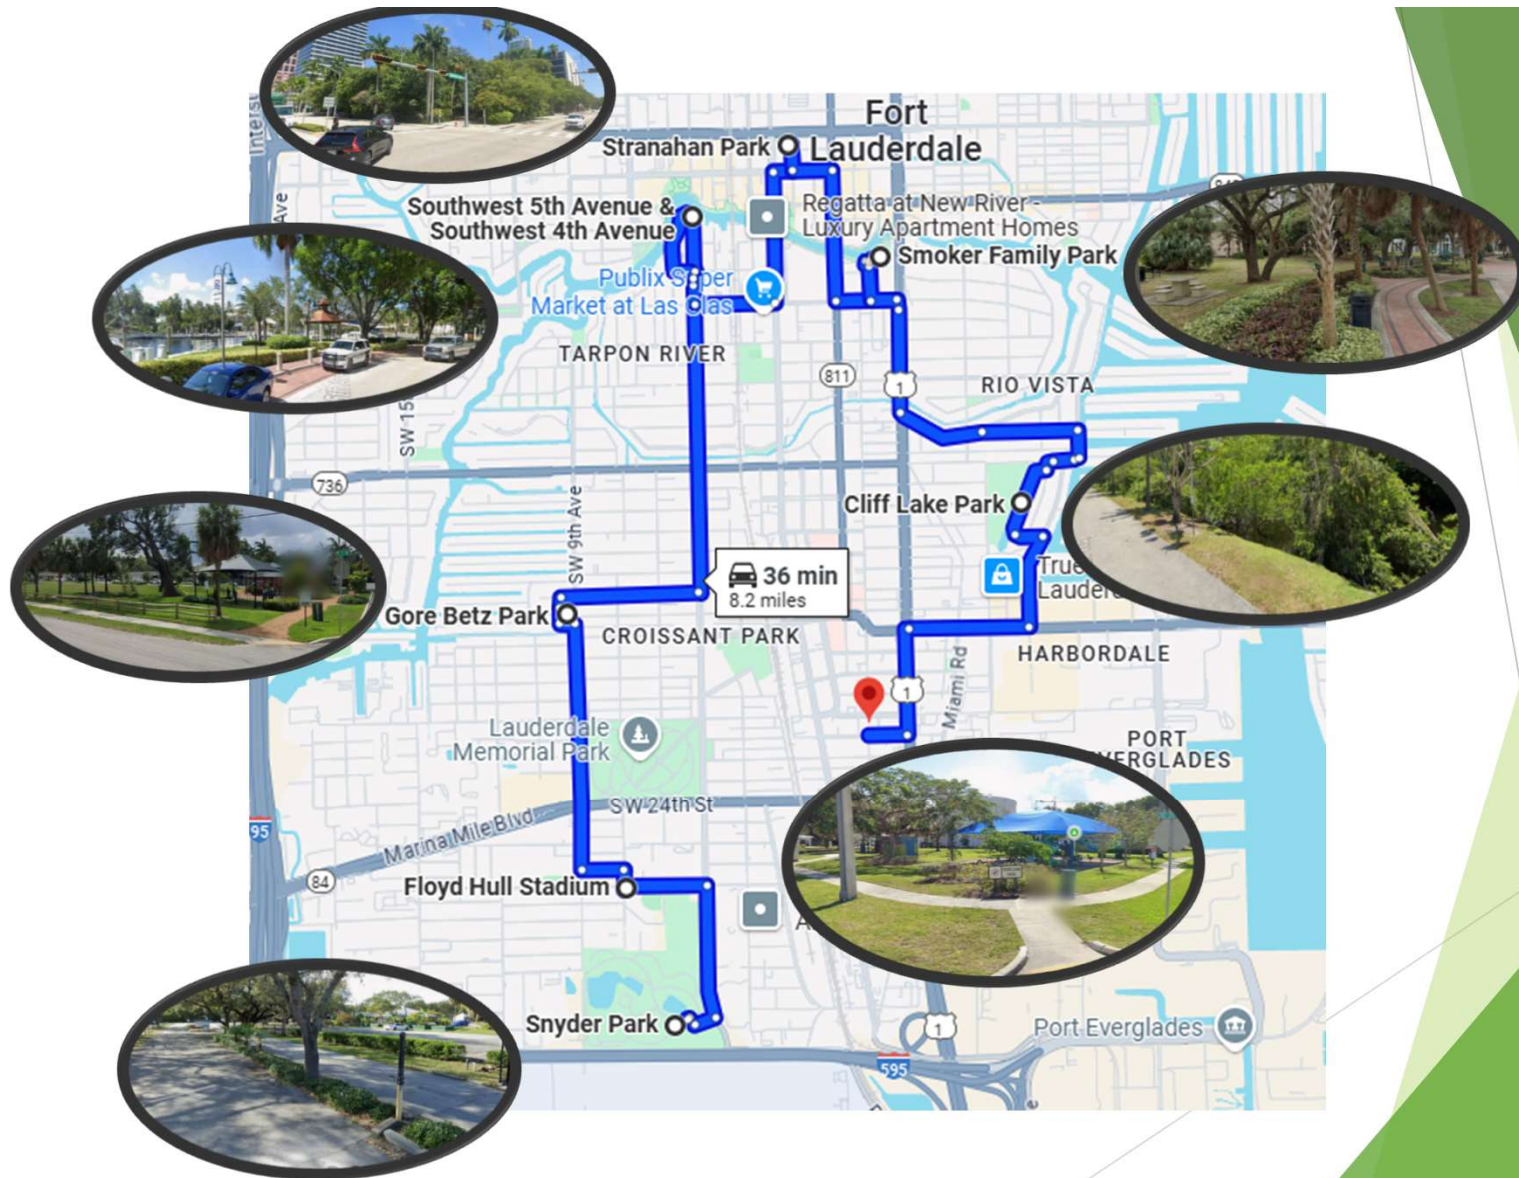 Fort
Lauderdale
Stranahan Park
Southwest 5th Avenue &
Southwest 4th Avenue
Regatta at New River -
Luxury Apartment Homes
Smoker Family Park
Publix Super
Market at Las Olas
TARPON RIVER
811
1
RIO VISTA
SW 15
736
SW 9th Ave
Cliff Lake Park
36 min
8.2 miles
True
Lauder
Gore Betz Park
CROISSANT PARK
HARBORDALE
Miami Rd
1
Lauderdale
Memorial Park
PORT
EVERGLADES
SW 24th St
Marina Mile Blvd
95
84
Floyd Hull Stadium
A
Snyder Park
1
Port Everglades
595
Inters
Ave